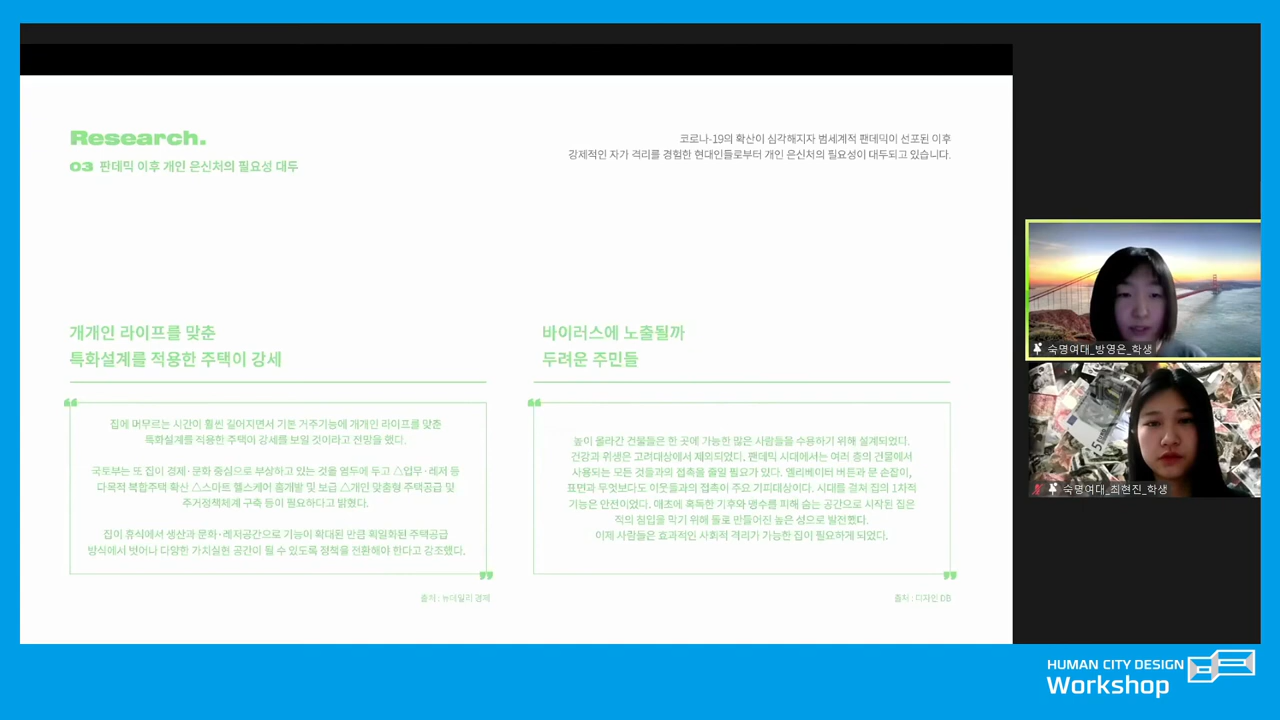 Research.
03 판데믹 이후 개인 은신처의 필요성 대두
코로나-19의 확산이 심각해지자 범세계적 팬데믹이 선포된 이후
강제적인 자가 격리를 경험한 현대인들로부터 개인 은신처의 필요성이 대두되고 있습니다.
개개인 라이프를 맞춘
특화설계를 적용한 주택이 강세
집에 머무르는 시간이 훨씬 길어지면서 기본 거주기능에 개개인 라이프를 맞춘
특화설계를 적용한 주택이 강세를 보일 것이라고 전망을 했다.
국토부는 또 집이 경제·문화 중심으로 부상하고 있는 것을 염두에 두고 △업무·레저 등
다목적 복합주택 확산 △스마트 헬스케어 홈개발 및 보급 △개인 맞춤형 주택공급 및
주거정책체계 구축 등이 필요하다고 밝혔다.
집이 휴식에서 생산과 문화·레저공간으로 기능이 확대된 만큼 획일화된 주택공급
방식에서 벗어나 다양한 가치실현 공간이 될 수 있도록 정책을 전환해야 한다고 강조했다.
출처 : 뉴데일리 경제
바이러스에 노출될까
두려운 주민들
높이 올라간 건물들은 한 곳에 가능한 많은 사람들을 수용하기 위해 설계되었다.
건강과 위생은 고려대상에서 제외되었다. 팬데믹 시대에서는 여러 층의 건물에서
사용되는 모든 것들과의 접촉을 줄일 필요가 있다. 엘리베이터 버튼과 문 손잡이,
표면과 무엇보다도 이웃들과의 접촉이 주요 기피대상이다. 시대를 걸쳐 집의 1차적
기능은 안전이었다. 애초에 혹독한 기후와 맹수를 피해 숨는 공간으로 시작된 집은
적의 침입을 막기 위해 돌로 만들어진 높은 성으로 발전했다.
이제 사람들은 효과적인 사회적 격리가 가능한 집이 필요하게 되었다.
출처 : 디자인 DB
숙명여대_방영은_학생
숙명여대_최현진_학생
HUMAN CITY DESIGN
Workshop